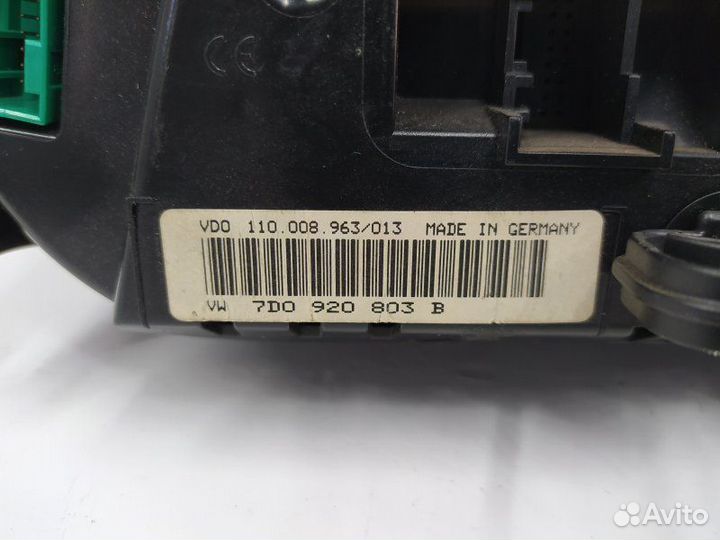 CE
VDO 110.008.963/013 MADE IN GERMANY
VW 7D0 920 803 B
Avito